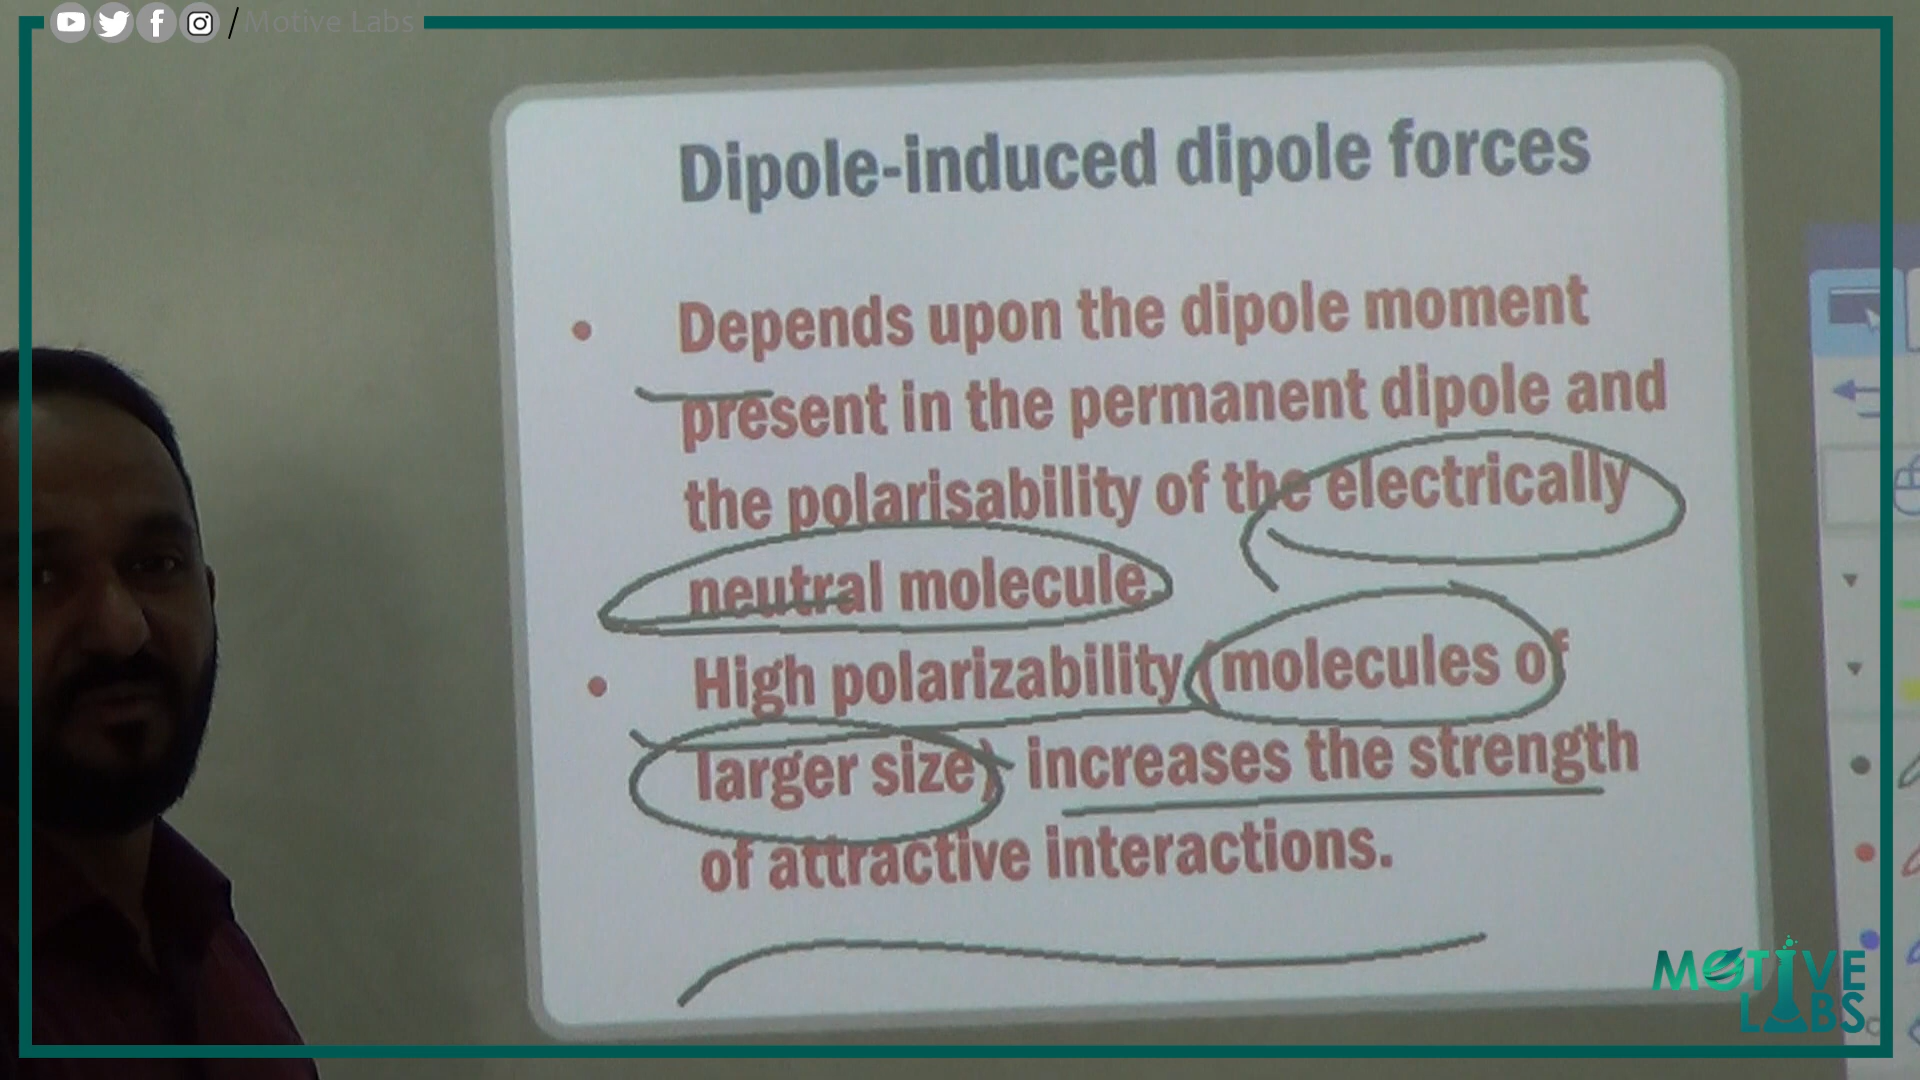 / Motive Labs
Dipole-induced dipole forces
• Depends upon the dipole moment
present in the permanent dipole and
the polarisability of the electrically
neutral molecule.
• High polarizability (molecules of
larger size) increases the strength
of attractive interactions.
MOTIVE
LABS